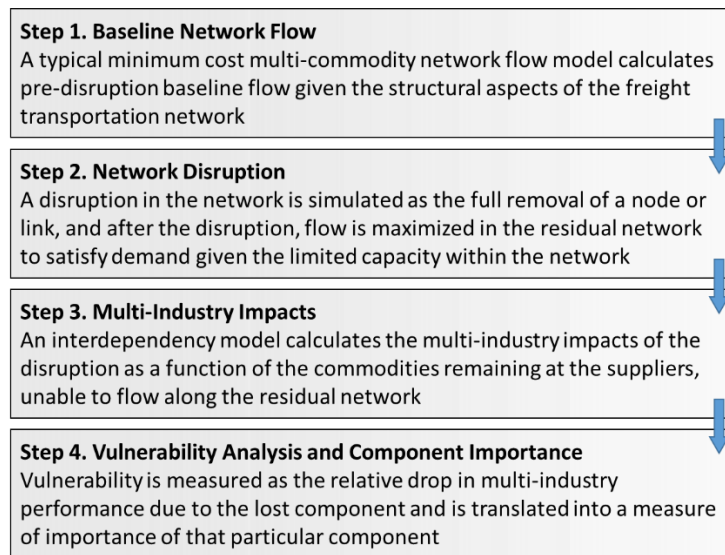 Step 1. Baseline Network Flow
A typical minimum cost multi-commodity network flow model calculates
pre-disruption baseline flow given the structural aspects of the freight
transportation network
Step 2. Network Disruption
A disruption in the network is simulated as the full removal of a node or
link, and after the disruption, flow is maximized in the residual network
to satisfy demand given the limited capacity within the network
Step 3. Multi-Industry Impacts
An interdependency model calculates the multi-industry impacts of the
disruption as a function of the commodities remaining at the suppliers,
unable to flow along the residual network
Step 4. Vulnerability Analysis and Component Importance
Vulnerability is measured as the relative drop in multi-industry
performance due to the lost component and is translated into a measure
of importance of that particular component